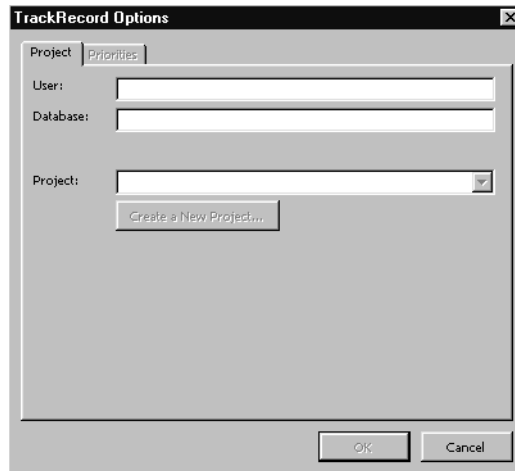 TrackRecord Options
Project Priorities
User:
Database:
Project:
Create a New Project...
OK Cancel